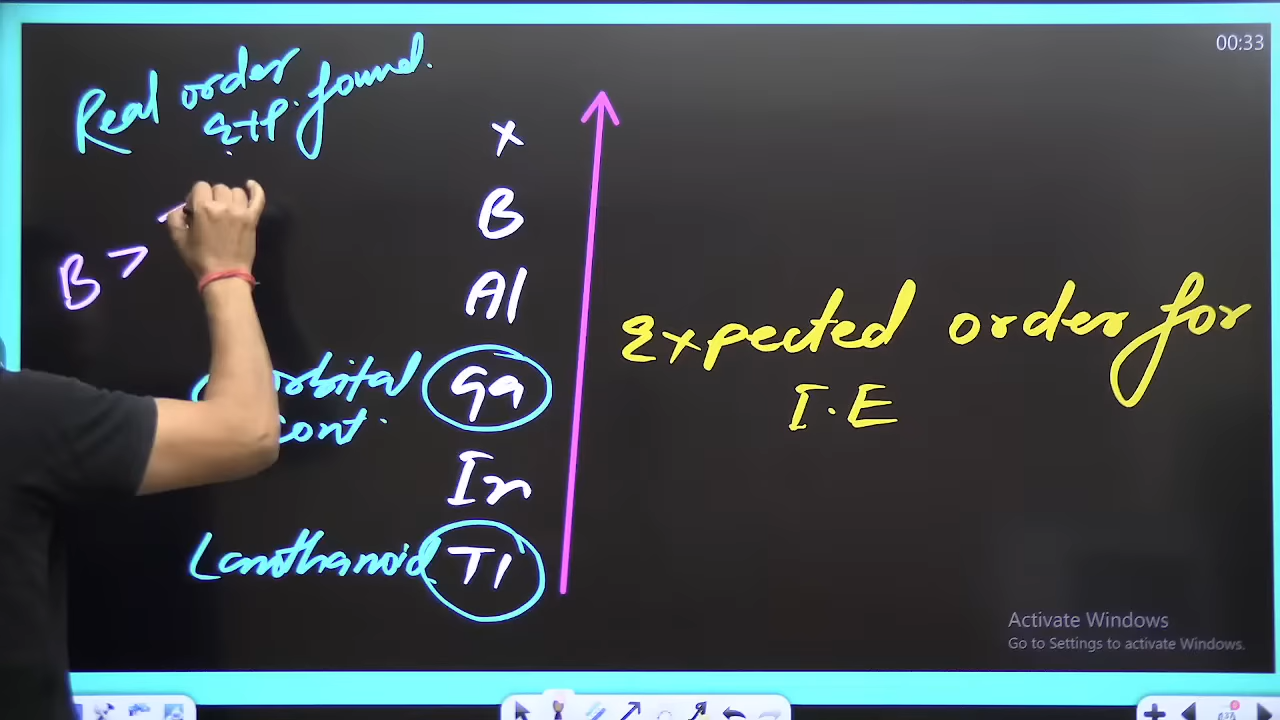 00:33
Real order
exp. found.
x
B
B >
Al
Expected order for
I.E
orbital Ga
cont.
In
Lanthanoid Tl
Activate Windows
Go to Settings to activate Windows.